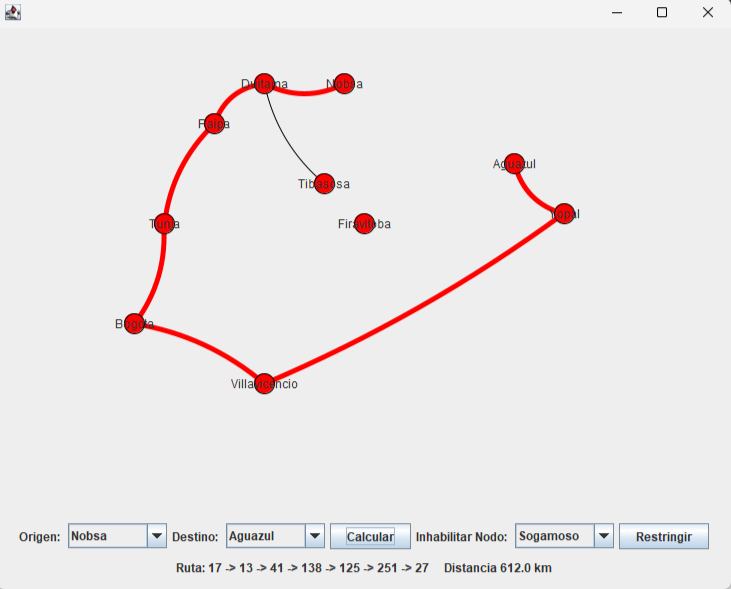 Duitama
Nobsa
Paipa
Aguazul
Tibasosa
Yopal
Tunja
Firavitoba
Bogota
Villavicencio
Origen: Nobsa Destino: Aguazul Calcular Inhabilitar Nodo: Sogamoso Restringir
Ruta: 17 -> 13 -> 41 -> 138 -> 125 -> 251 -> 27 Distancia 612.0 km